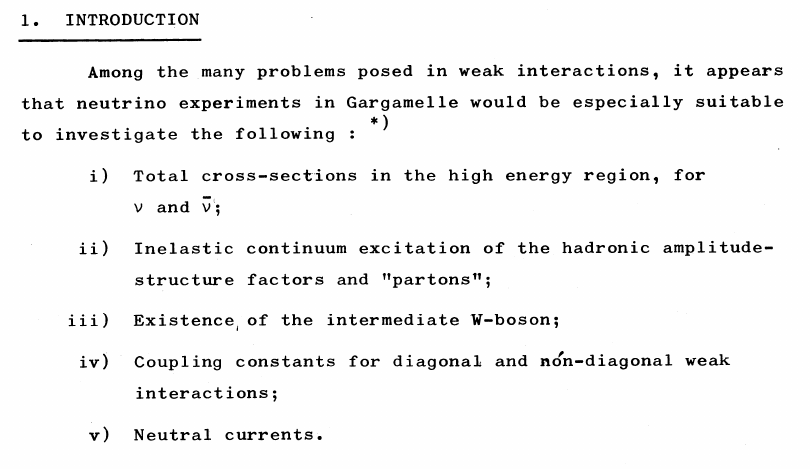 1. INTRODUCTION
Among the many problems posed in weak interactions, it appears
that neutrino experiments in Gargamelle would be especially suitable
to investigate the following : *)
i) Total cross-sections in the high energy region, for
ν and ν̄;
ii) Inelastic continuum excitation of the hadronic amplitude-
structure factors and "partons";
iii) Existence of the intermediate W-boson;
iv) Coupling constants for diagonal and non-diagonal weak
interactions;
v) Neutral currents.